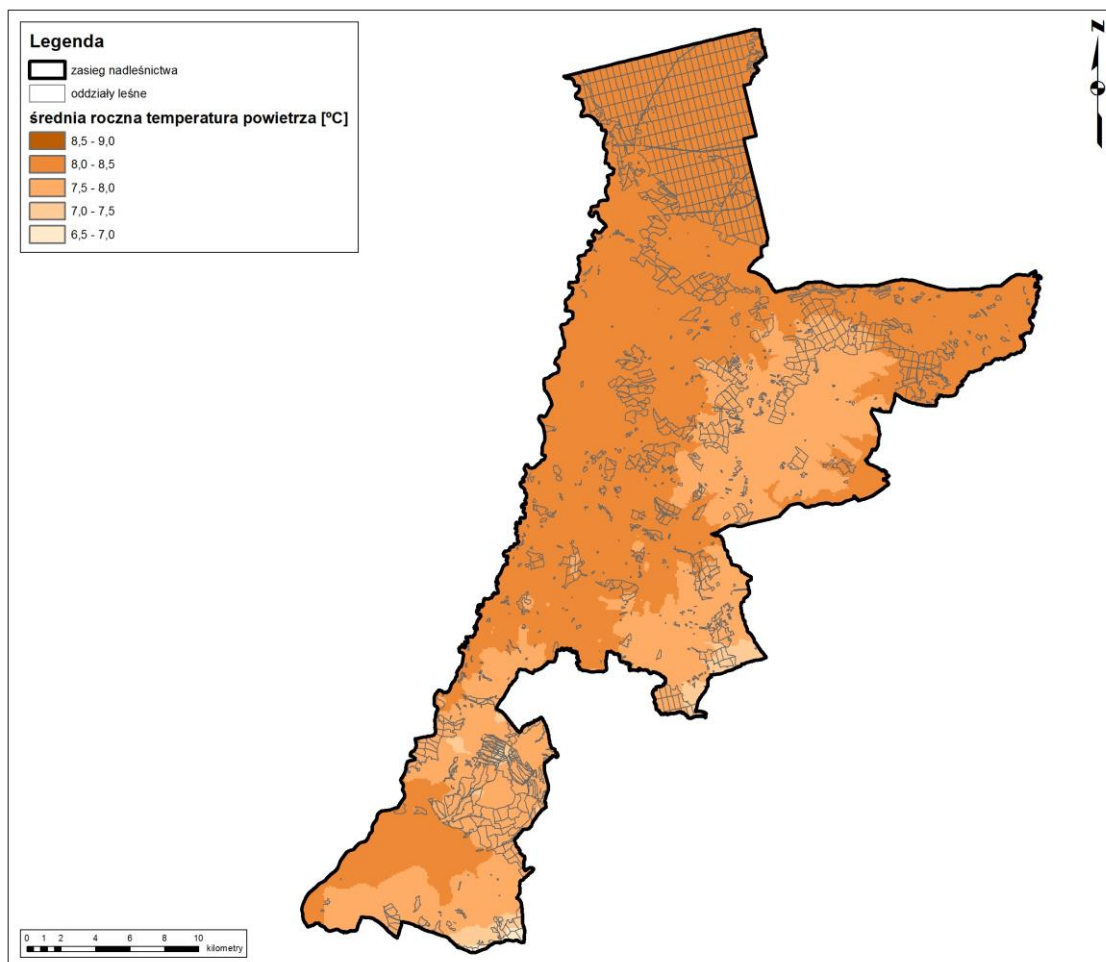 Legenda
zasięg nadleśnictwa
oddziały leśne
średnia roczna temperatura powietrza [ºC]
8,5 - 9,0
8,0 - 8,5
7,5 - 8,0
7,0 - 7,5
6,5 - 7,0
N
0 1 2 4 6 8 10
kilometry